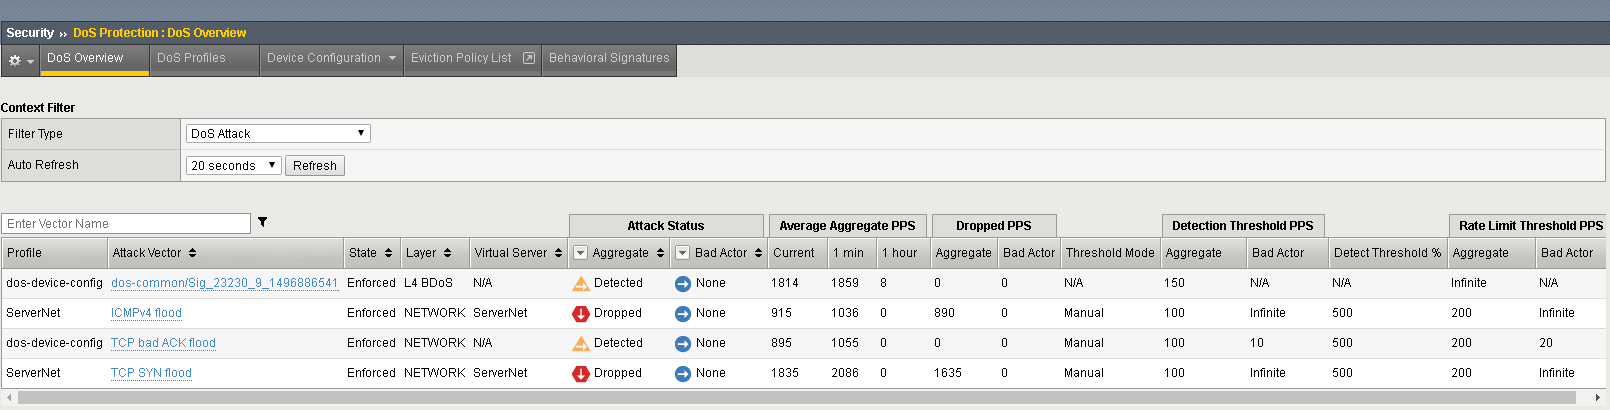 Security ›› DoS Protection : DoS Overview
DoS Overview DoS Profiles Device Configuration Eviction Policy List Behavioral Signatures
Context Filter
Filter Type DoS Attack
Auto Refresh 20 seconds Refresh
Enter Vector Name Attack Status Average Aggregate PPS Dropped PPS Detection Threshold PPS Rate Limit Threshold PPS
Profile Attack Vector State Layer Virtual Server Aggregate Bad Actor Current 1 min 1 hour Aggregate Bad Actor Threshold Mode Aggregate Bad Actor Detect Threshold % Aggregate Bad Actor
dos-device-config dos-common/Sig_23230_9_1496886541 Enforced L4 BDoS N/A Detected None 1814 1859 8 0 0 N/A 150 N/A N/A Infinite N/A
ServerNet ICMPv4 flood Enforced NETWORK ServerNet Dropped None 915 1036 0 890 0 Manual 100 Infinite 500 200 Infinite
dos-device-config TCP bad ACK flood Enforced NETWORK N/A Detected None 895 1055 0 0 0 Manual 100 10 500 200 20
ServerNet TCP SYN flood Enforced NETWORK ServerNet Dropped None 1835 2086 0 1635 0 Manual 100 Infinite 500 200 Infinite